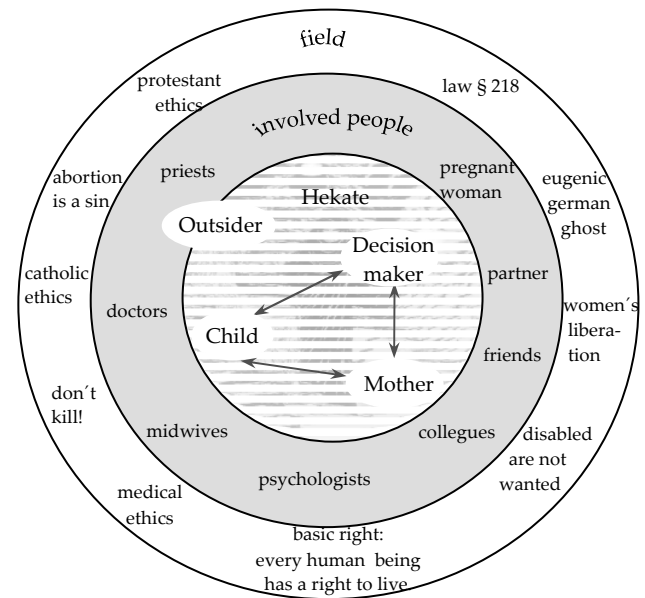 field
protestant
ethics
law § 218
involved people
priests
pregnant
woman
abortion
is a sin
eugenic
german
ghost
Hekate
Outsider
Decision
maker
catholic
ethics
partner
doctors
women´s
libera-
tion
Child
friends
Mother
don´t
kill!
midwives
collegues
disabled
are not
wanted
psychologists
medical
ethics
basic right:
every human being
has a right to live